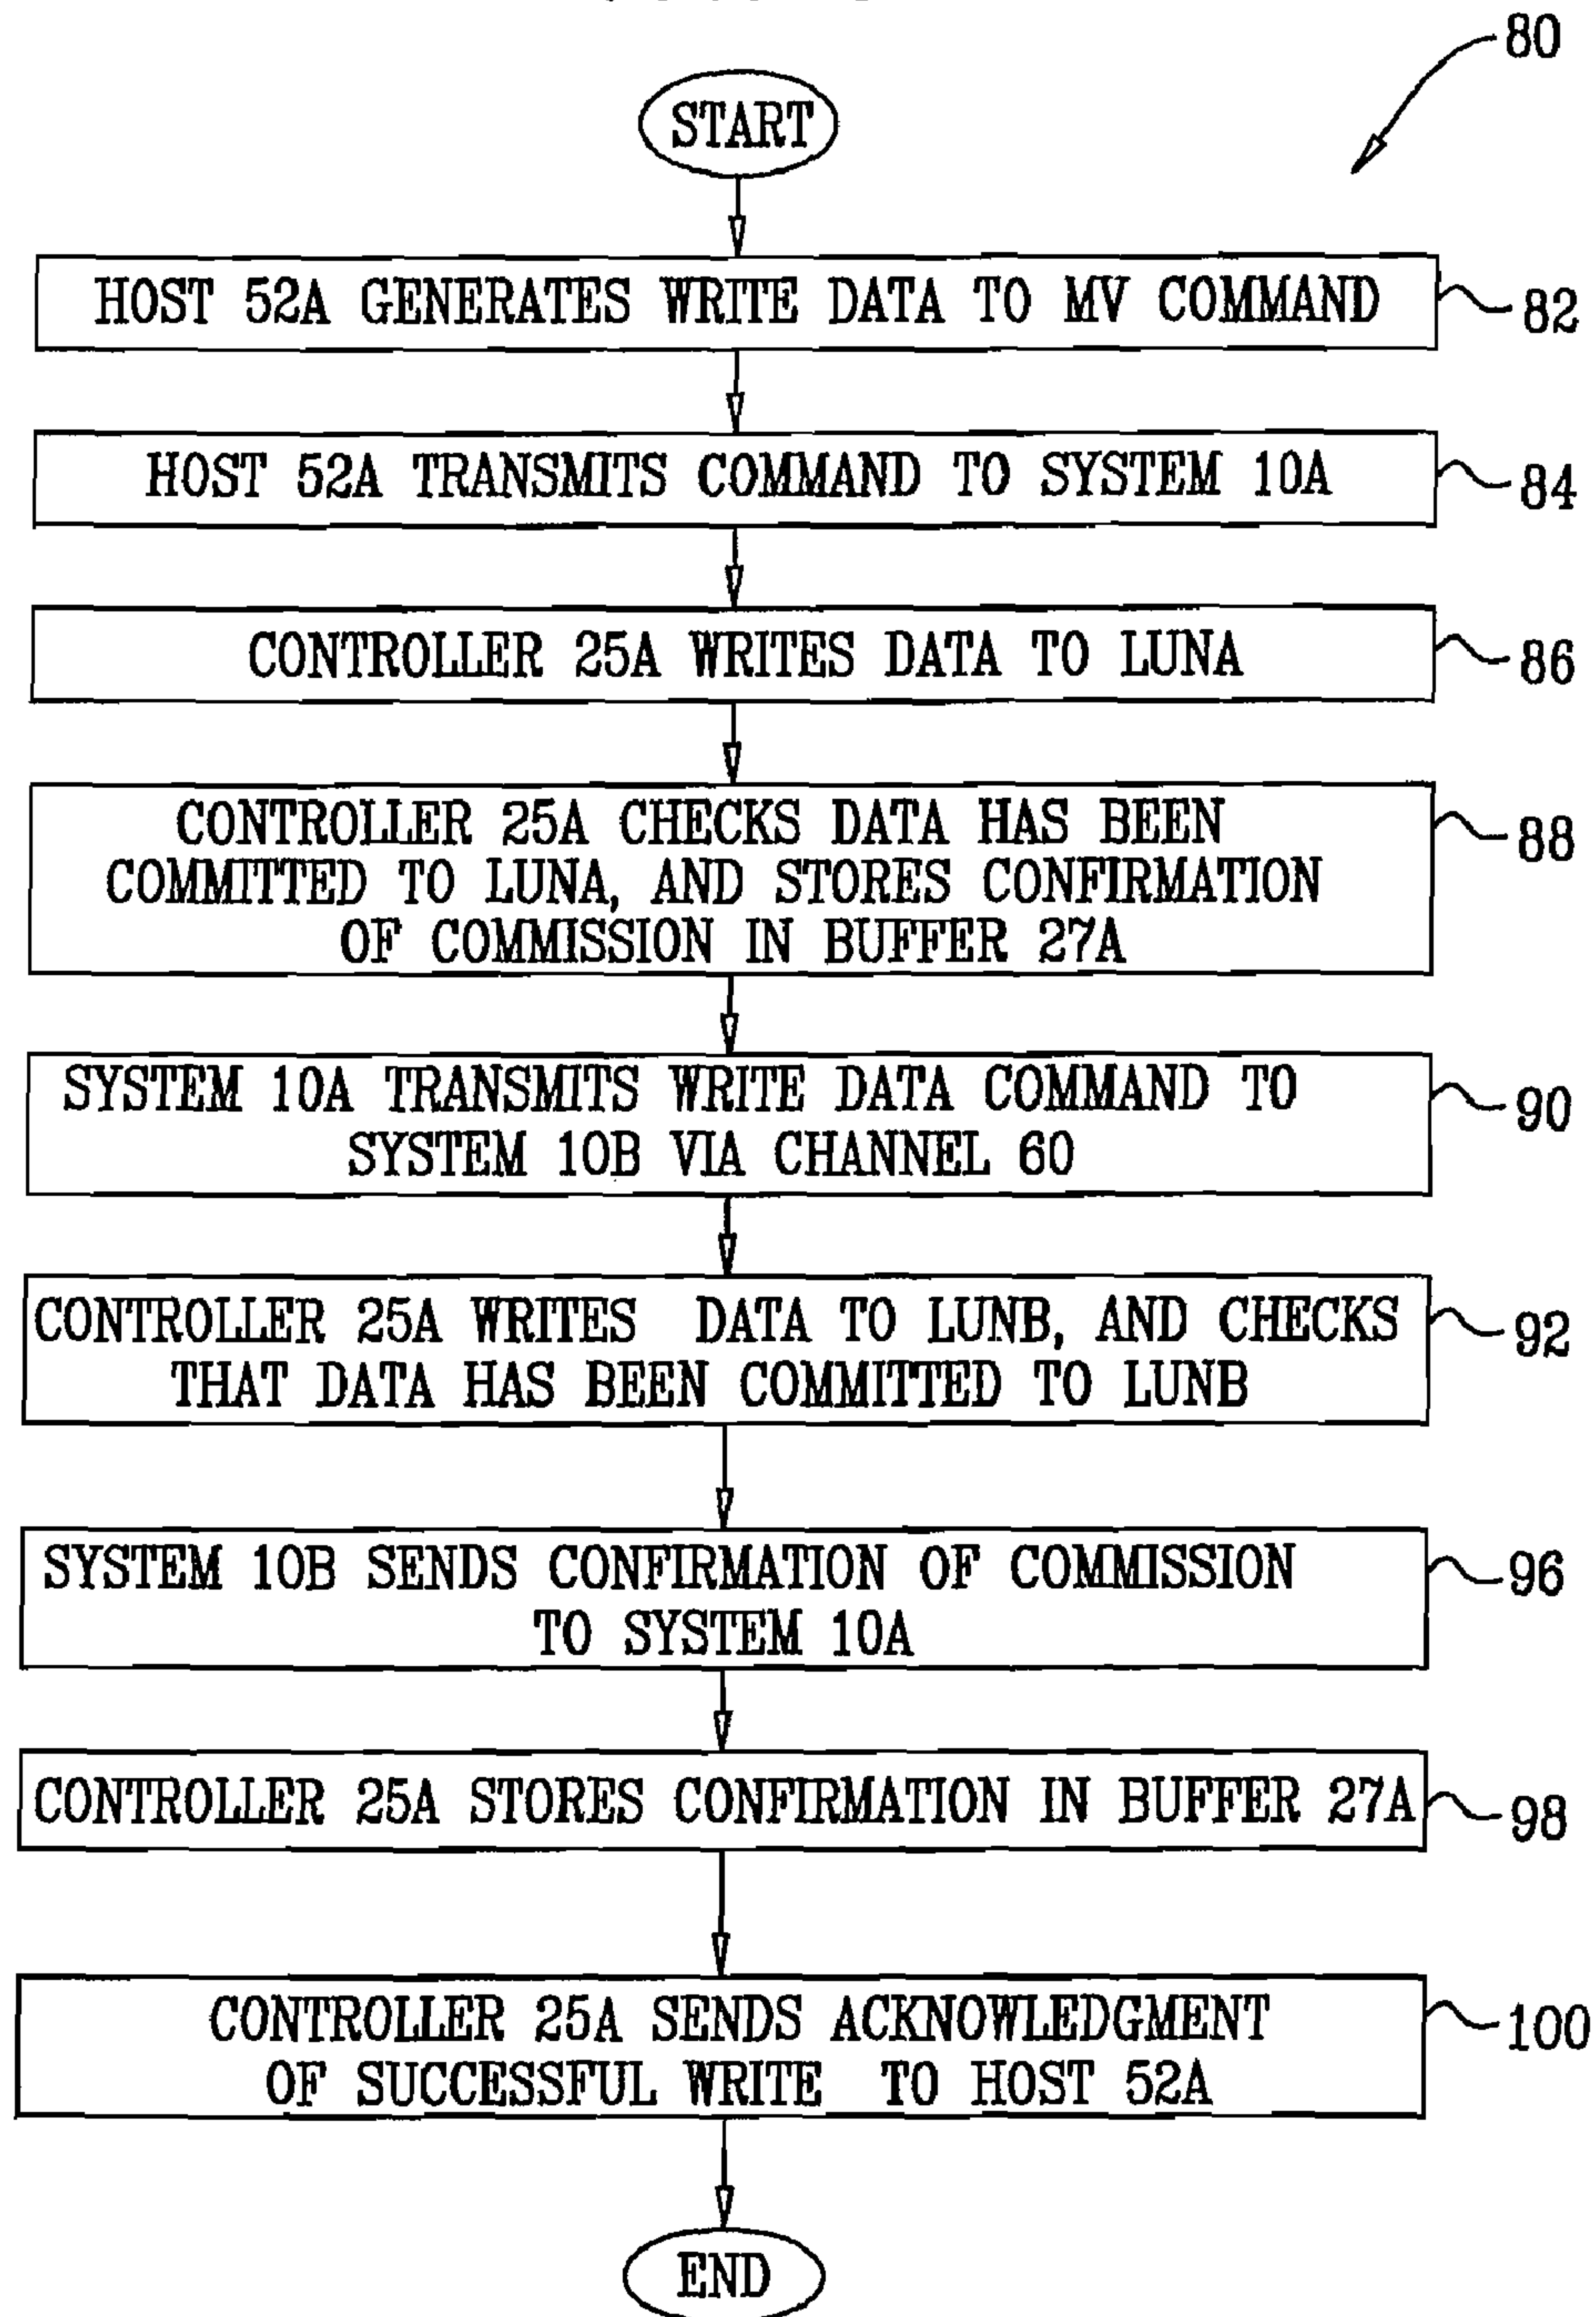 80
START
HOST 52A GENERATES WRITE DATA TO MV COMMAND
82
HOST 52A TRANSMITS COMMAND TO SYSTEM 10A
84
CONTROLLER 25A WRITES DATA TO LUNA
86
CONTROLLER 25A CHECKS DATA HAS BEEN
COMMITTED TO LUNA, AND STORES CONFIRMATION
OF COMMISSION IN BUFFER 27A
88
SYSTEM 10A TRANSMITS WRITE DATA COMMAND TO
SYSTEM 10B VIA CHANNEL 60
90
CONTROLLER 25A WRITES DATA TO LUNB, AND CHECKS
THAT DATA HAS BEEN COMMITTED TO LUNB
92
SYSTEM 10B SENDS CONFIRMATION OF COMMISSION
TO SYSTEM 10A
96
CONTROLLER 25A STORES CONFIRMATION IN BUFFER 27A
98
CONTROLLER 25A SENDS ACKNOWLEDGMENT
OF SUCCESSFUL WRITE TO HOST 52A
100
END